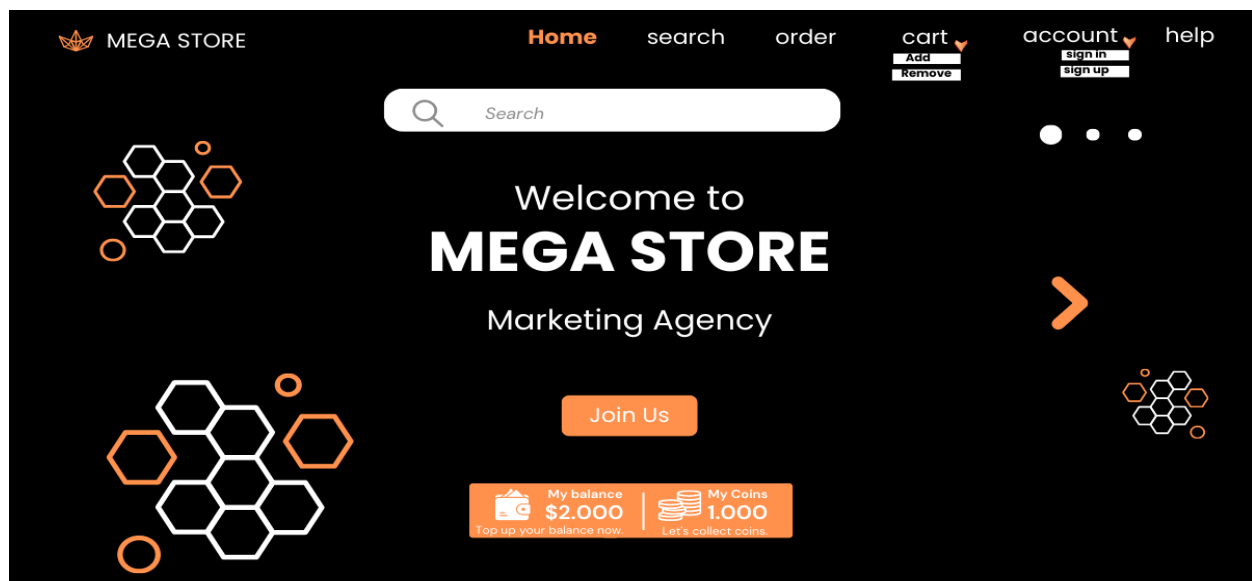 MEGA STORE
Home search order cart account help
Add
Remove
sign in
sign up
Search
Welcome to
MEGA STORE
Marketing Agency
Join Us
My balance
$2.000
Top up your balance now.
My Coins
1.000
Let's collect coins.